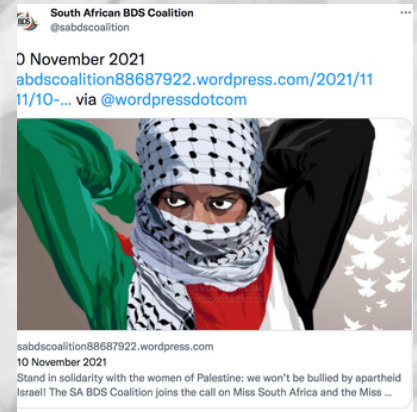 BDS
South African BDS Coalition
@sabdscoalition
0 November 2021
abdscoalition88687922.wordpress.com/2021/11
11/10-... via @wordpressdotcom
sabdscoalition88687922.wordpress.com
10 November 2021
Stand in solidarity with the women of Palestine: we won't be bullied by apartheid
Israel! The SA BDS Coalition joins the call on Miss South Africa and the Miss ...